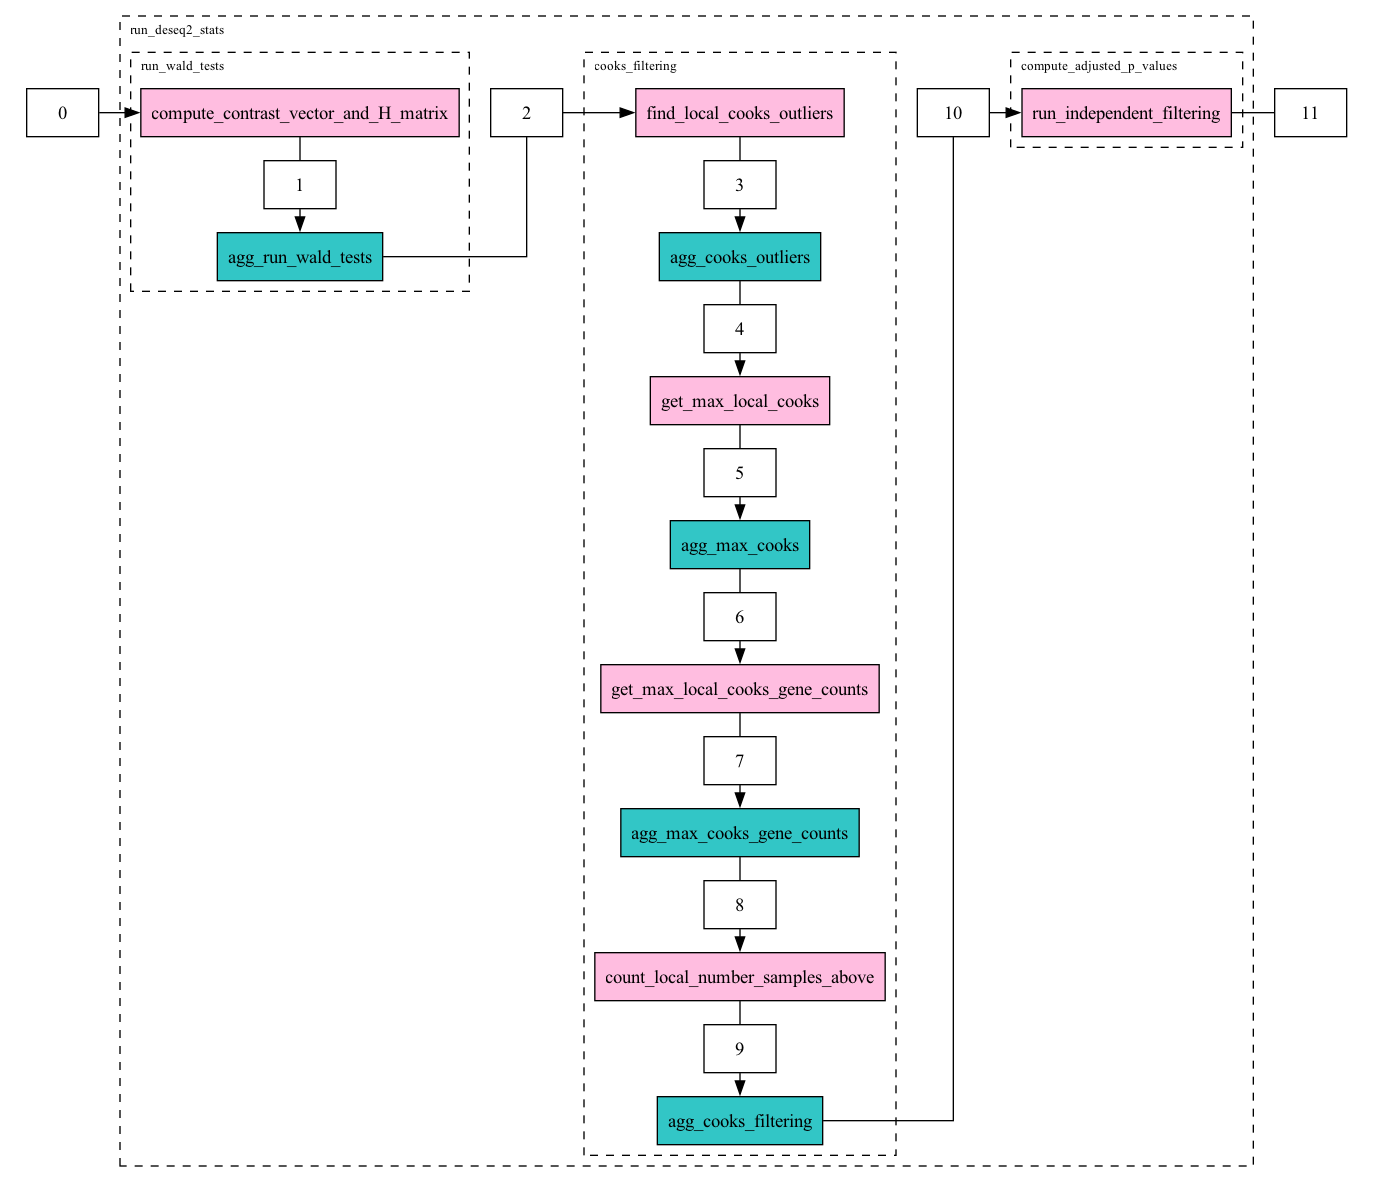 run_deseq2_stats
run_wald_tests
0
compute_contrast_vector_and_H_matrix
1
agg_run_wald_tests
2
cooks_filtering
find_local_cooks_outliers
3
agg_cooks_outliers
4
get_max_local_cooks
5
agg_max_cooks
6
get_max_local_cooks_gene_counts
7
agg_max_cooks_gene_counts
8
count_local_number_samples_above
9
agg_cooks_filtering
10
compute_adjusted_p_values
run_independent_filtering
11